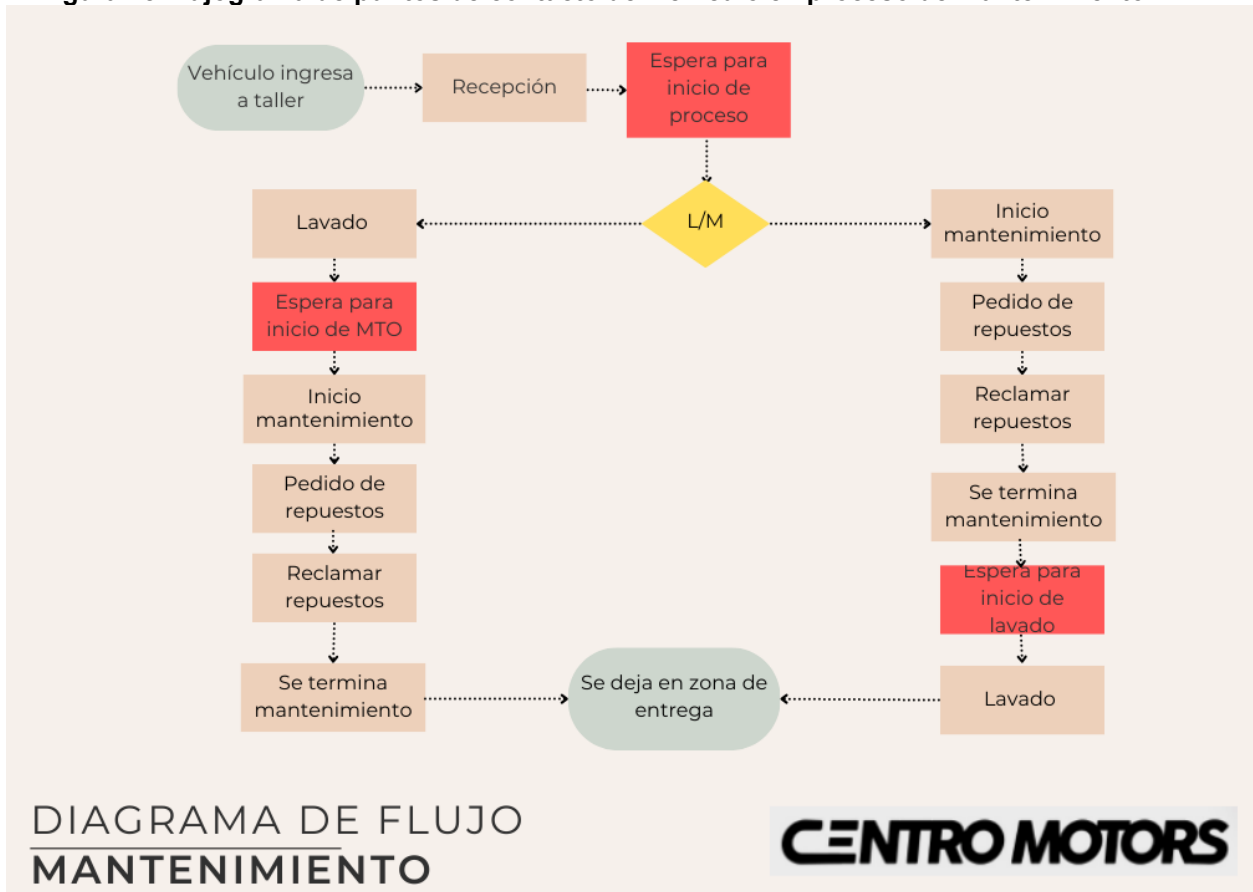 Vehículo ingresa
a taller
Recepción
Espera para
inicio de
proceso
L/M
Lavado
Espera para
inicio de MTO
Inicio
mantenimiento
Pedido de
repuestos
Reclamar
repuestos
Se termina
mantenimiento
Inicio
mantenimiento
Pedido de
repuestos
Reclamar
repuestos
Se termina
mantenimiento
Espera para
inicio de
lavado
Lavado
Se deja en zona de
entrega
DIAGRAMA DE FLUJO
MANTENIMIENTO
CENTRO MOTORS